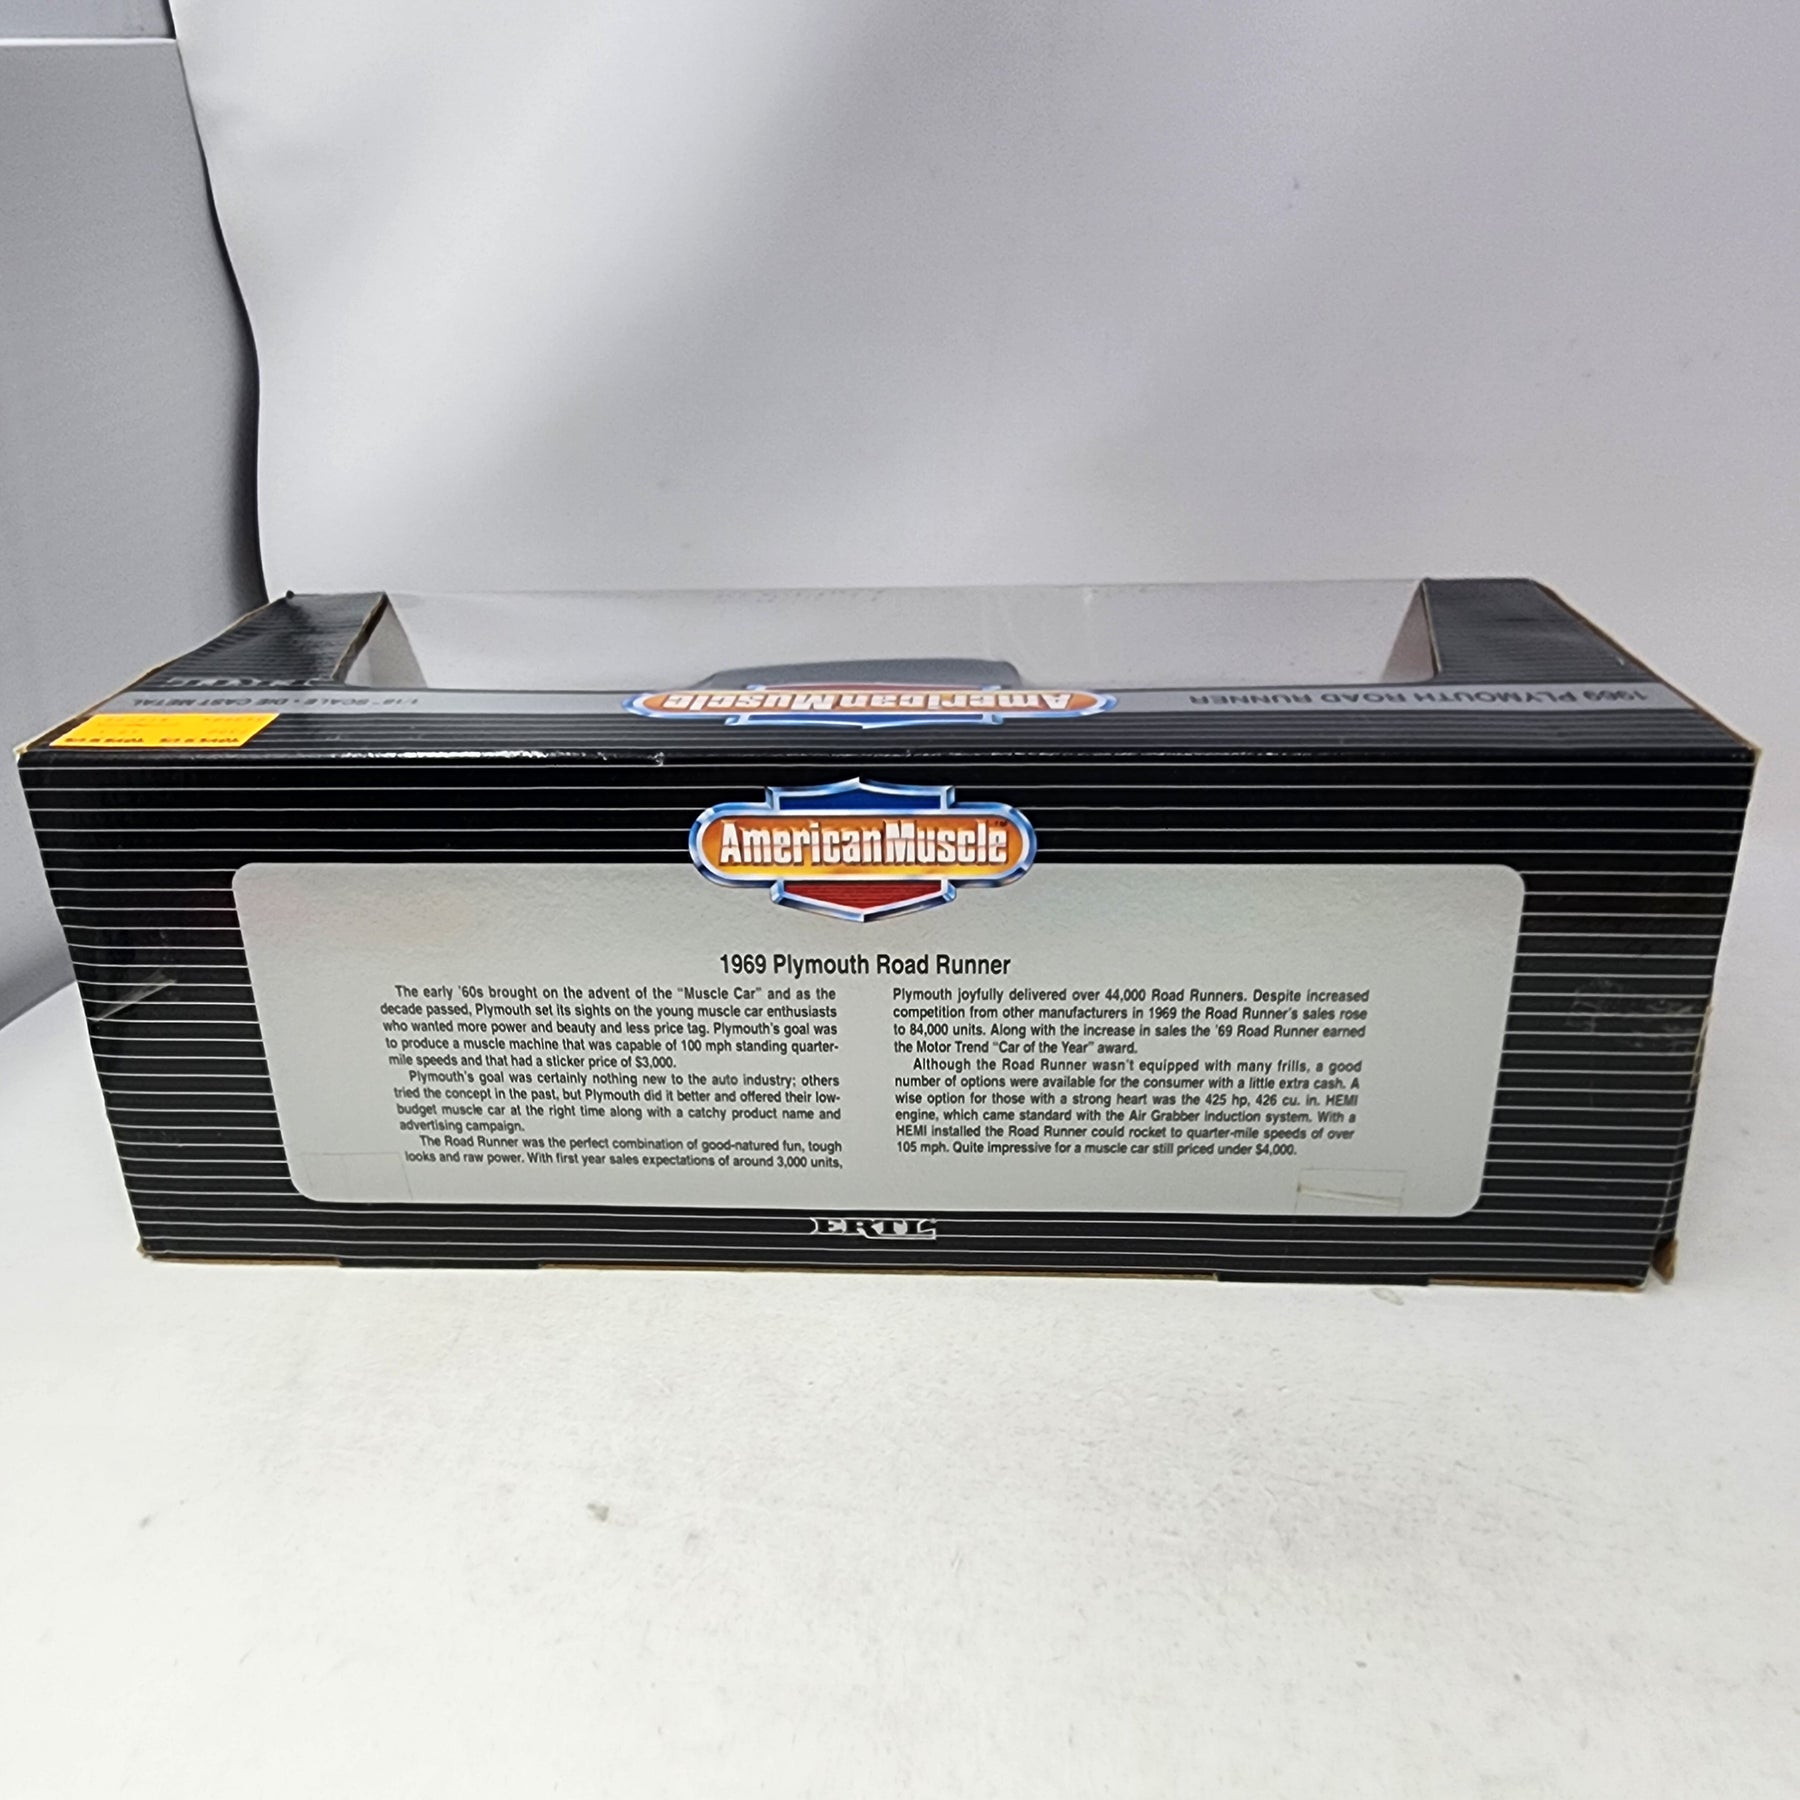 1:18" SCALE • DIE CAST METAL
AmericanMuscle
1969 PLYMOUTH ROAD RUNNER
AmericanMuscle™
1969 Plymouth Road Runner
The early '60s brought on the advent of the "Muscle Car" and as the
decade passed, Plymouth set its sights on the young muscle car enthusiasts
who wanted more power and beauty and less price tag. Plymouth's goal was
to produce a muscle machine that was capable of 100 mph standing quarter-
mile speeds and that had a sticker price of $3,000.
Plymouth's goal was certainly nothing new to the auto industry; others
tried the concept in the past, but Plymouth did it better and offered their low-
budget muscle car at the right time along with a catchy product name and
advertising campaign.
The Road Runner was the perfect combination of good-natured fun, tough
looks and raw power. With first year sales expectations of around 3,000 units,
Plymouth joyfully delivered over 44,000 Road Runners. Despite increased
competition from other manufacturers in 1969 the Road Runner's sales rose
to 84,000 units. Along with the increase in sales the '69 Road Runner earned
the Motor Trend "Car of the Year" award.
Although the Road Runner wasn't equipped with many frills, a good
number of options were available for the consumer with a little extra cash. A
wise option for those with a strong heart was the 425 hp, 426 cu. in. HEMI
engine, which came standard with the Air Grabber induction system. With a
HEMI installed the Road Runner could rocket to quarter-mile speeds of over
105 mph. Quite impressive for a muscle car still priced under $4,000.
ERTL